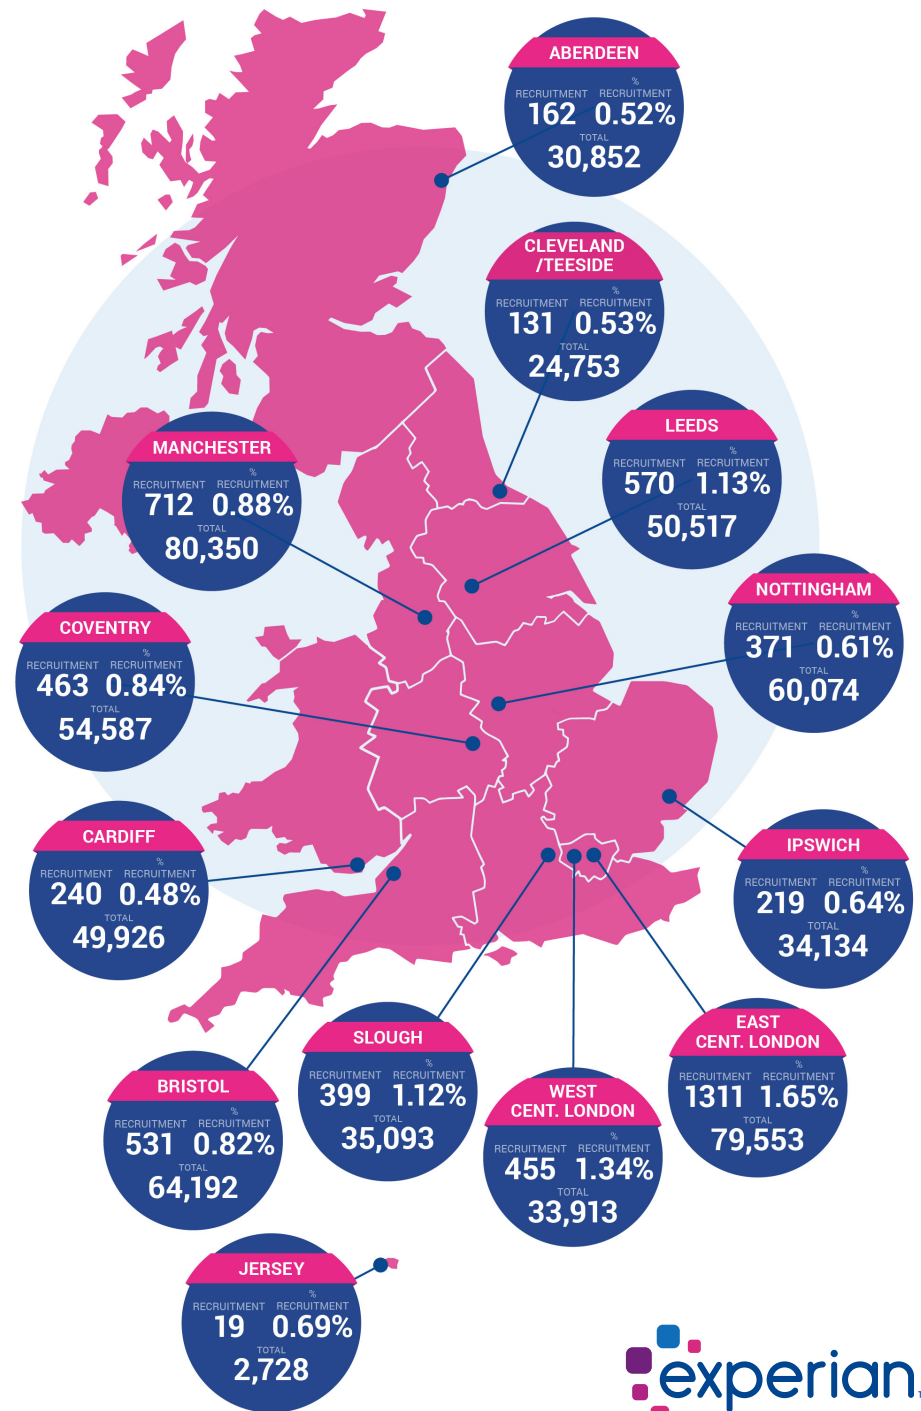 ABERDEEN
RECRUITMENT
%
RECRUITMENT
162 0.52%
TOTAL
30,852
CLEVELAND
/TEESIDE
RECRUITMENT
%
RECRUITMENT
131 0.53%
TOTAL
24,753
MANCHESTER
RECRUITMENT
%
RECRUITMENT
712 0.88%
TOTAL
80,350
LEEDS
RECRUITMENT
%
RECRUITMENT
570 1.13%
TOTAL
50,517
NOTTINGHAM
RECRUITMENT
%
RECRUITMENT
371 0.61%
TOTAL
60,074
COVENTRY
RECRUITMENT
%
RECRUITMENT
463 0.84%
TOTAL
54,587
CARDIFF
RECRUITMENT
%
RECRUITMENT
240 0.48%
TOTAL
49,926
IPSWICH
RECRUITMENT
%
RECRUITMENT
219 0.64%
TOTAL
34,134
SLOUGH
RECRUITMENT
%
RECRUITMENT
399 1.12%
TOTAL
35,093
EAST
CENT. LONDON
RECRUITMENT
%
RECRUITMENT
1311 1.65%
TOTAL
79,553
BRISTOL
RECRUITMENT
%
RECRUITMENT
531 0.82%
TOTAL
64,192
WEST
CENT. LONDON
RECRUITMENT
%
RECRUITMENT
455 1.34%
TOTAL
33,913
JERSEY
RECRUITMENT
%
RECRUITMENT
19 0.69%
TOTAL
2,728
experian